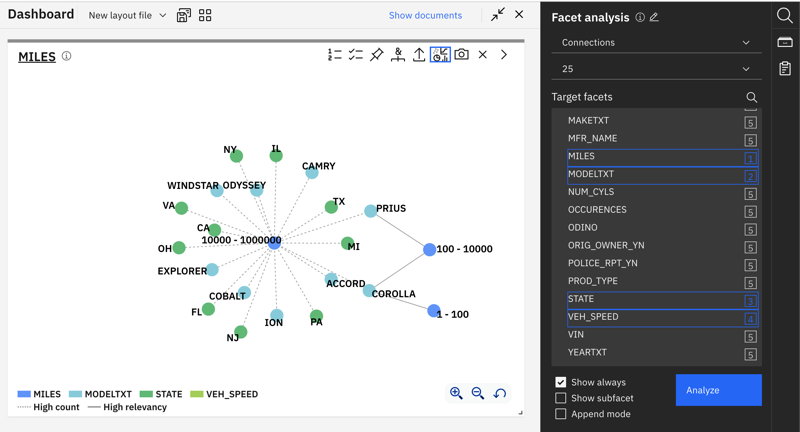 Dashboard New layout file Show documents
MILES
NY IL
CAMRY
WINDSTAR ODYSSEY
VA TX PRIUS
CA
10000 - 1000000
OH MI 100 - 10000
EXPLORER
ACCORD
COBALT COROLLA
FL ION PA 1 - 100
NJ
MILES MODELTXT STATE VEH_SPEED
High count High relevancy
Facet analysis
Connections
25
Target facets
MAKETXT 5
MFR_NAME 5
MILES 1
MODELTXT 2
NUM_CYLS 5
OCCURENCES 5
ODINO 5
ORIG_OWNER_YN 5
POLICE_RPT_YN 5
PROD_TYPE 5
STATE 3
VEH_SPEED 4
VIN 5
YEARTXT 5
Show always
Show subfacet
Append mode
Analyze